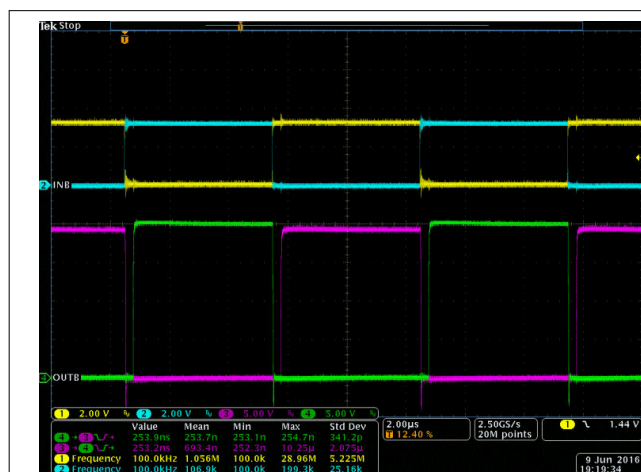 Tek Stop
T
T
2 INB
4 OUTB
1 2.00 V 2 2.00 V 3 5.00 V 4 5.00 V
Value Mean Min Max Std Dev
4 → 3 253.9ns 253.7n 253.1n 254.7n 341.2p
3 → 4 253.2ns 693.4n 252.3n 10.25µ 2.075µ
1 Frequency 100.0kHz 1.056M 100.0k 28.96M 5.225M
2 Frequency 100.0kHz 106.9k 100.0k 199.3k 25.16k
2.00µs
T 12.40 %
2.50GS/s
20M points
1 1.44 V
9 Jun 2016
19:19:34